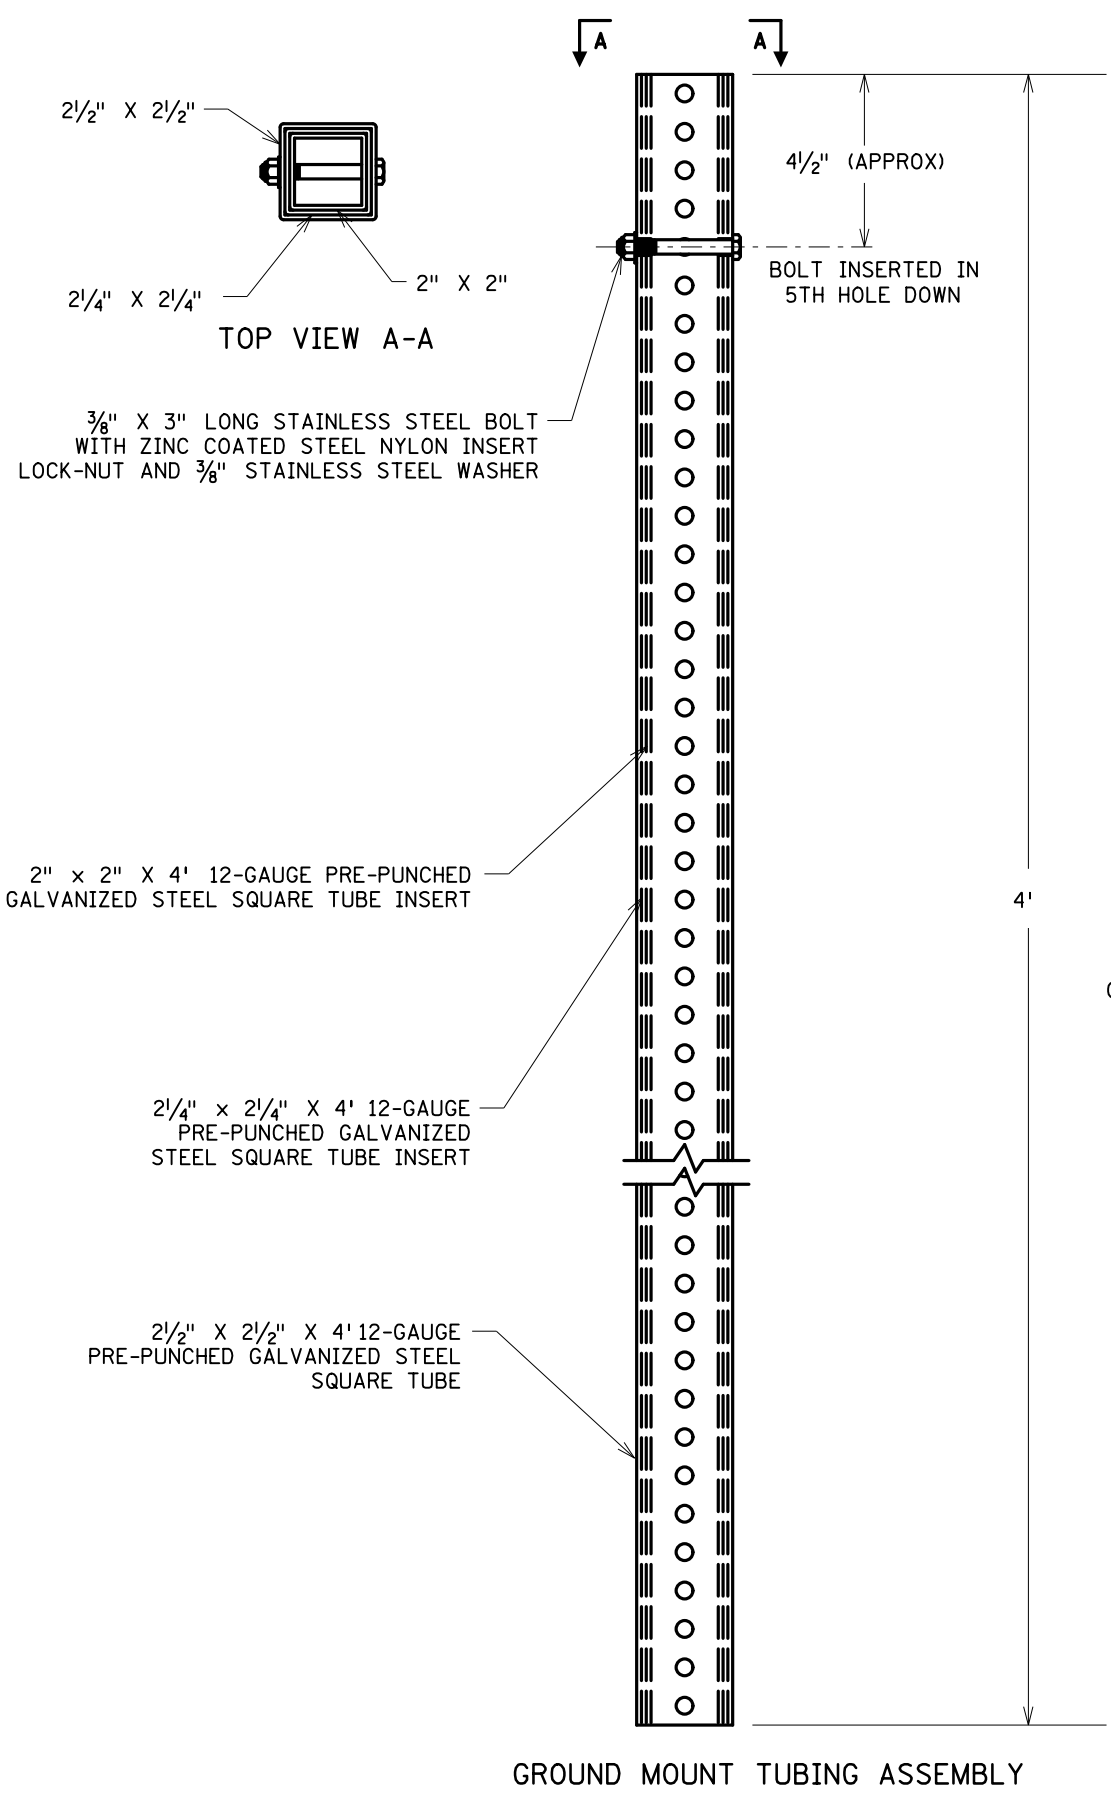 A A
2½" X 2½"
4½" (APPROX)
BOLT INSERTED IN
5TH HOLE DOWN
2¼" X 2¼"
2" X 2"
TOP VIEW A-A
⅜" X 3" LONG STAINLESS STEEL BOLT
WITH ZINC COATED STEEL NYLON INSERT
LOCK-NUT AND ⅜" STAINLESS STEEL WASHER
2" x 2" X 4' 12-GAUGE PRE-PUNCHED
GALVANIZED STEEL SQUARE TUBE INSERT
4'
2¼" x 2¼" X 4' 12-GAUGE
PRE-PUNCHED GALVANIZED
STEEL SQUARE TUBE INSERT
2½" X 2½" X 4' 12-GAUGE
PRE-PUNCHED GALVANIZED STEEL
SQUARE TUBE
GROUND MOUNT TUBING ASSEMBLY